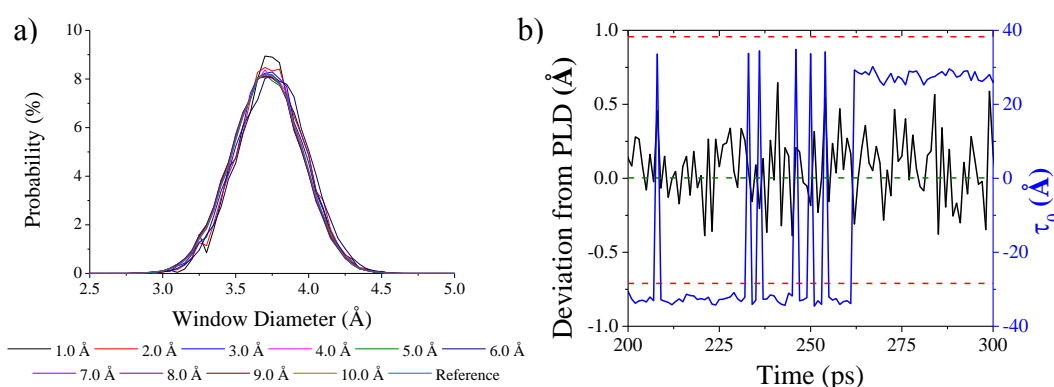 a)
10
8
6
4
2
0
Probability (%)
2.5 3.0 3.5 4.0 4.5 5.0
Window Diameter (Å)
1.0 Å 2.0 Å 3.0 Å 4.0 Å 5.0 Å 6.0 Å
7.0 Å 8.0 Å 9.0 Å 10.0 Å Reference
b)
1.0
0.5
0.0
-0.5
-1.0
Deviation from PLD (Å)
40
20
0
-20
-40
τ0 (Å)
200 225 250 275 300
Time (ps)